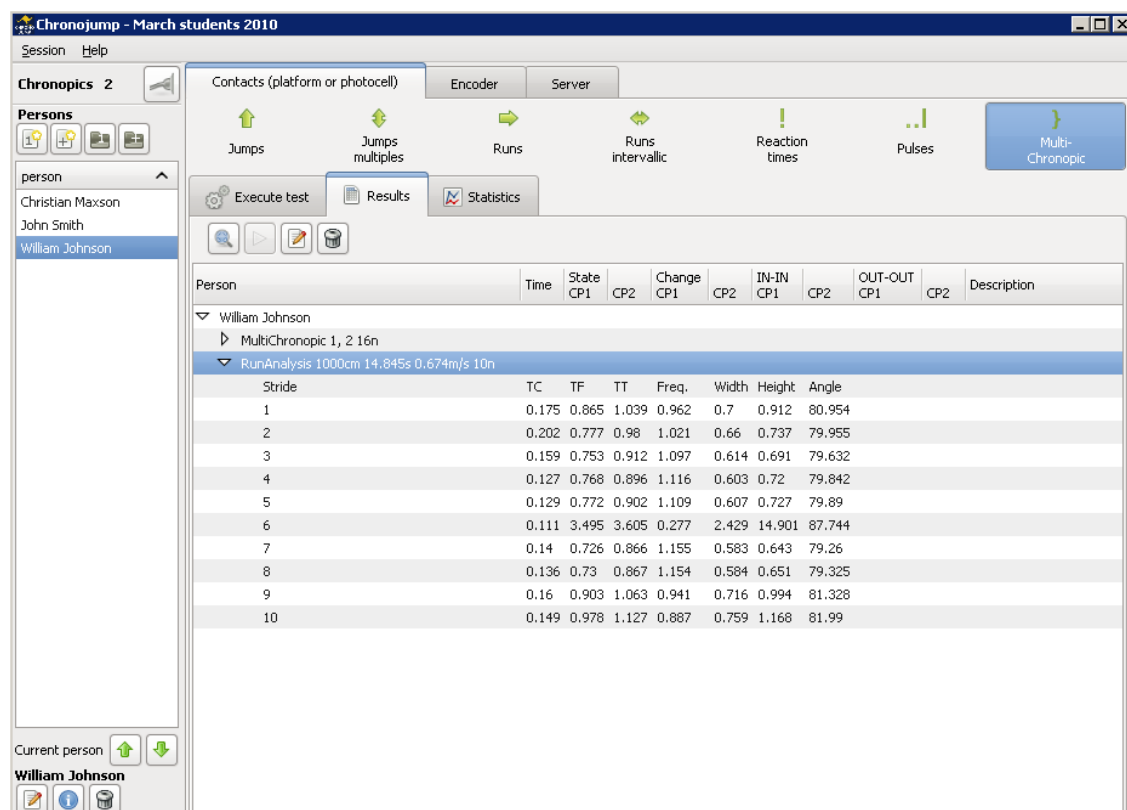 Chronojump - March students 2010
Session Help
Chronopics 2
Contacts (platform or photocell) Encoder Server
Persons
Jumps
Jumps multiples
Runs
Runs intervallic
Reaction times
Pulses
Multi-Chronopic
person
Christian Maxson
John Smith
William Johnson
Execute test Results Statistics
Person Time State CP1 CP2 Change CP1 CP2 IN-IN CP1 CP2 OUT-OUT CP1 CP2 Description
William Johnson
MultiChronopic 1, 2 16n
RunAnalysis 1000cm 14.845s 0.674m/s 10n
Stride TC TF TT Freq. Width Height Angle
1 0.175 0.865 1.039 0.962 0.7 0.912 80.954
2 0.202 0.777 0.98 1.021 0.66 0.737 79.955
3 0.159 0.753 0.912 1.097 0.614 0.691 79.632
4 0.127 0.768 0.896 1.116 0.603 0.72 79.842
5 0.129 0.772 0.902 1.109 0.607 0.727 79.89
6 0.111 3.495 3.605 0.277 2.429 14.901 87.744
7 0.14 0.726 0.866 1.155 0.583 0.643 79.26
8 0.136 0.73 0.867 1.154 0.584 0.651 79.325
9 0.16 0.903 1.063 0.941 0.716 0.994 81.328
10 0.149 0.978 1.127 0.887 0.759 1.168 81.99
Current person
William Johnson